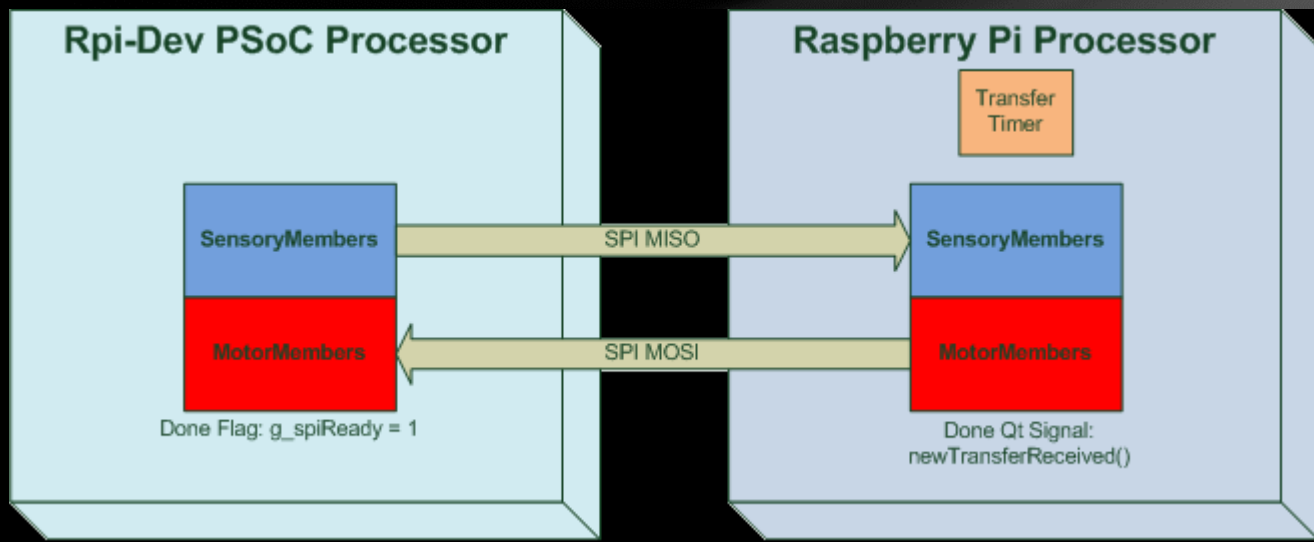 Rpi-Dev PSoC Processor
Raspberry Pi Processor
Transfer
Timer
SensoryMembers
SPI MISO
SensoryMembers
MotorMembers
SPI MOSI
MotorMembers
Done Flag: g_spiReady = 1
Done Qt Signal:
newTransferReceived()